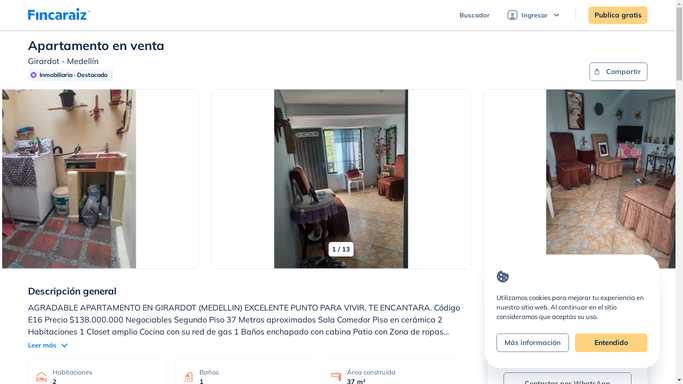 Fincaraiz
Buscador
Ingresar
Publica gratis
Apartamento en venta
Girardot - Medellín
Inmobiliaria · Destacado
Compartir
1 / 13
Descripción general
AGRADABLE APARTAMENTO EN GIRARDOT (MEDELLIN) EXCELENTE PUNTO PARA VIVIR, TE ENCANTARA. Código
E16 Precio $138.000.000 Negociables Segundo Piso 37 Metros aproximados Sala Comedor Piso en cerámica 2
Habitaciones 1 Closet amplio Cocina con su red de gas 1 Baños enchapado con cabina Patio con Zona de ropas...
Leer más
Habitaciones
2
Baños
1
Área construida
37 m²
Utilizamos cookies para mejorar tu experiencia en
nuestro sitio web. Al continuar en el sitio
consideramos que aceptas su uso.
Más información
Entendido
Contactar por WhatsApp